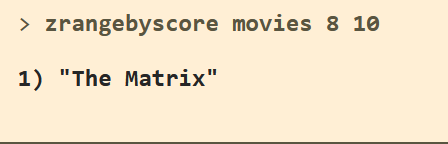 > zrangebyscore movies 8 10
1) "The Matrix"